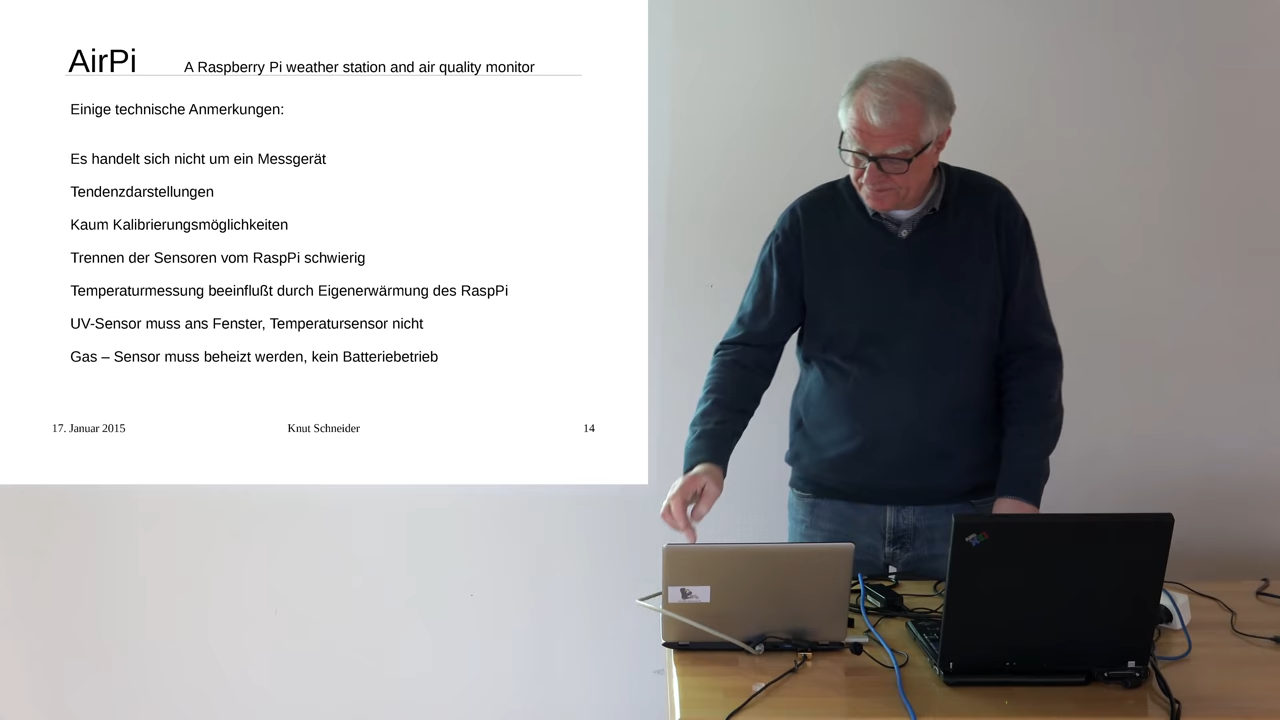 AirPi A Raspberry Pi weather station and air quality monitor
Einige technische Anmerkungen:
Es handelt sich nicht um ein Messgerät
Tendenzdarstellungen
Kaum Kalibrierungsmöglichkeiten
Trennen der Sensoren vom RaspPi schwierig
Temperaturmessung beeinflußt durch Eigenerwärmung des RaspPi
UV-Sensor muss ans Fenster, Temperatursensor nicht
Gas – Sensor muss beheizt werden, kein Batteriebetrieb
17. Januar 2015 Knut Schneider 14